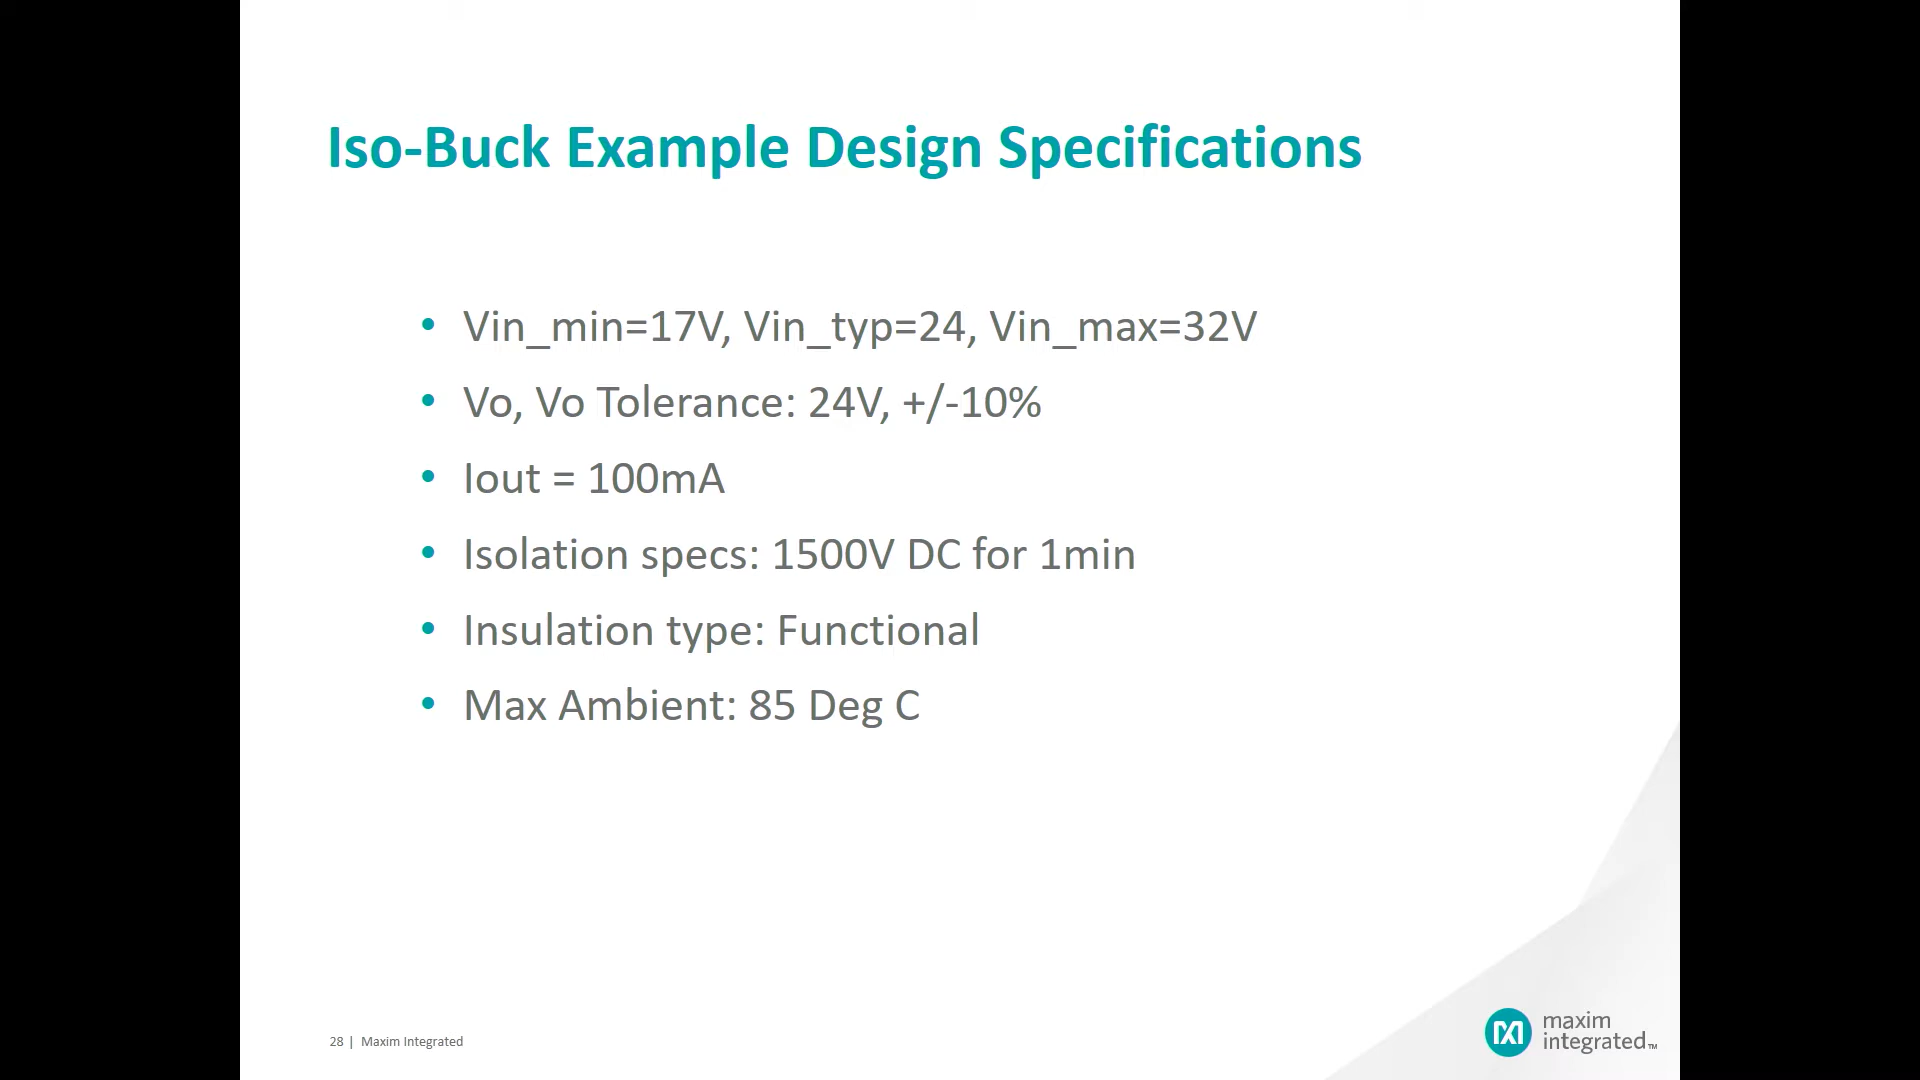 Iso-Buck Example Design Specifications
• Vin_min=17V, Vin_typ=24, Vin_max=32V
• Vo, Vo Tolerance: 24V, +/-10%
• Iout = 100mA
• Isolation specs: 1500V DC for 1min
• Insulation type: Functional
• Max Ambient: 85 Deg C
28 | Maxim Integrated
maxim
integrated™